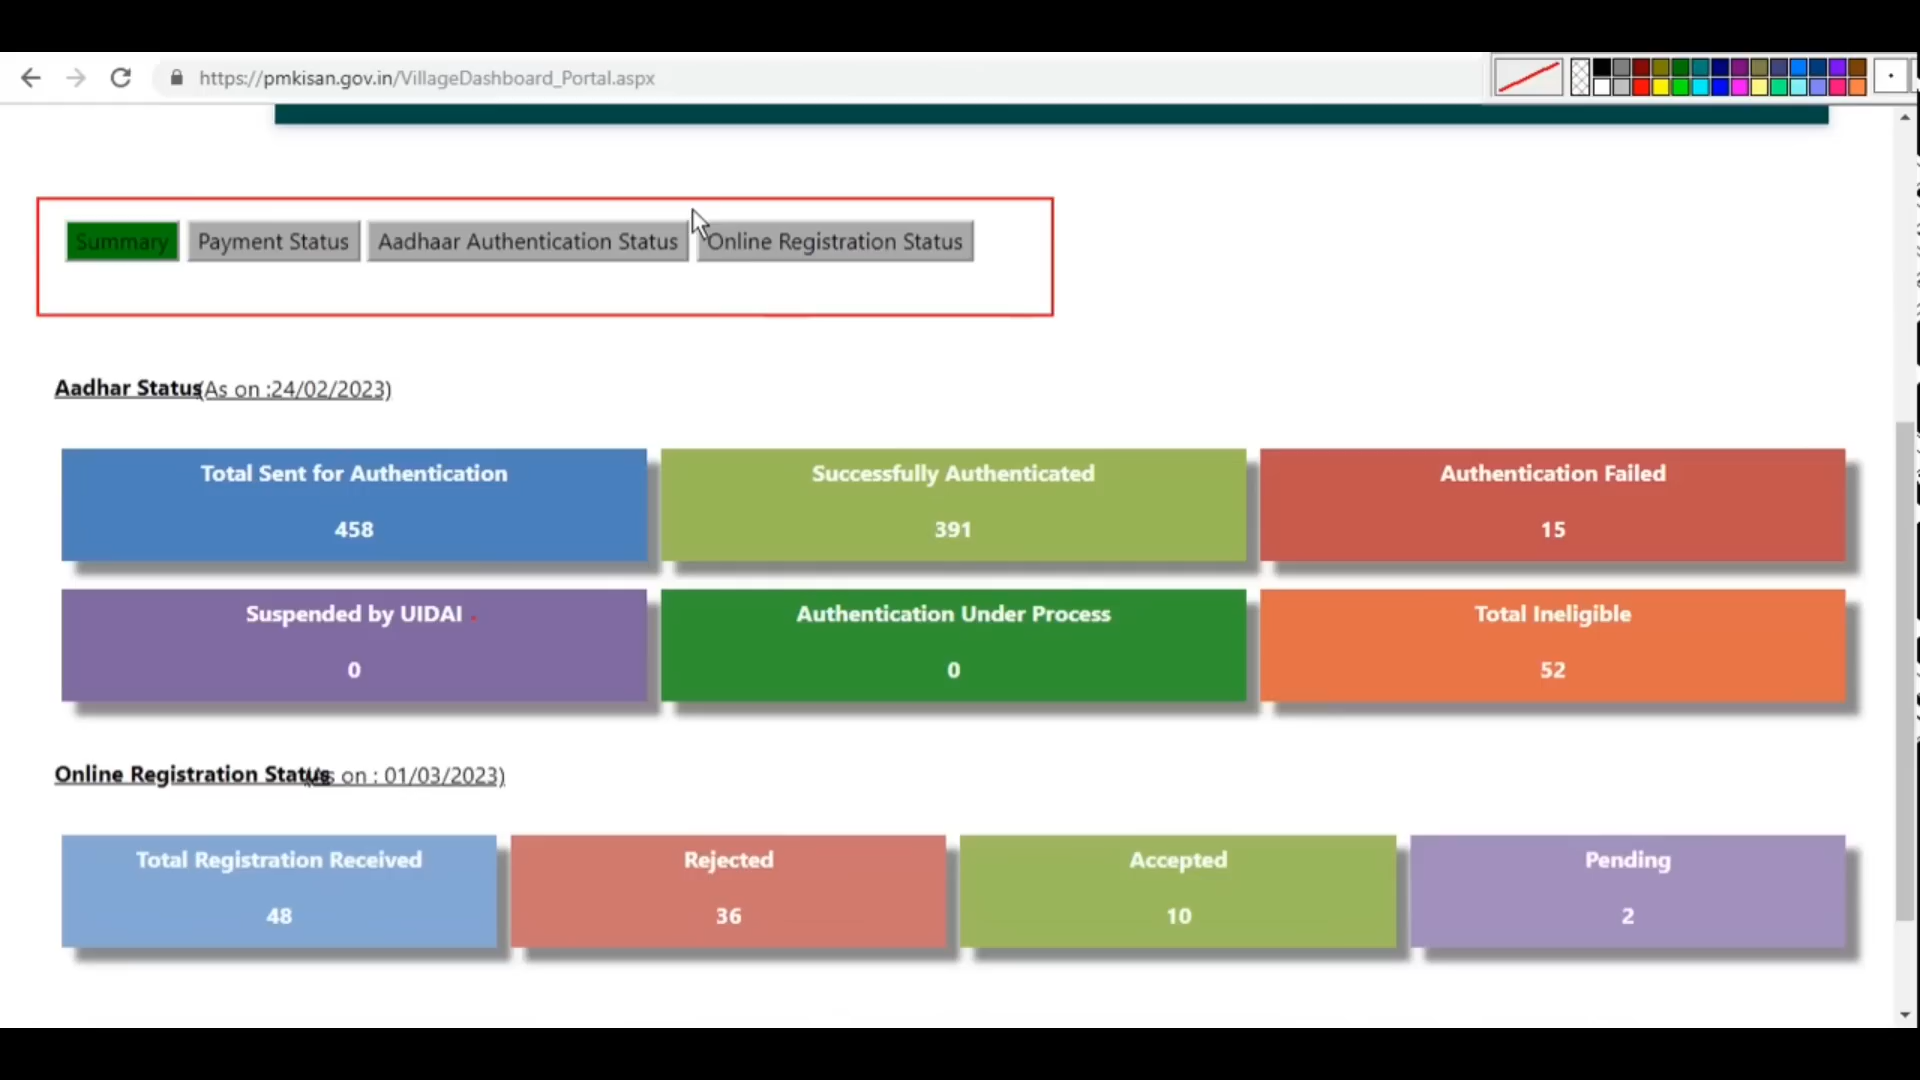 https://pmkisan.gov.in/VillageDashboard_Portal.aspx
Summary Payment Status Aadhaar Authentication Status Online Registration Status
Aadhar Status(As on :24/02/2023)
Total Sent for Authentication Successfully Authenticated Authentication Failed
458 391 15
Suspended by UIDAI Authentication Under Process Total Ineligible
0 0 52
Online Registration Status(As on : 01/03/2023)
Total Registration Received Rejected Accepted Pending
48 36 10 2